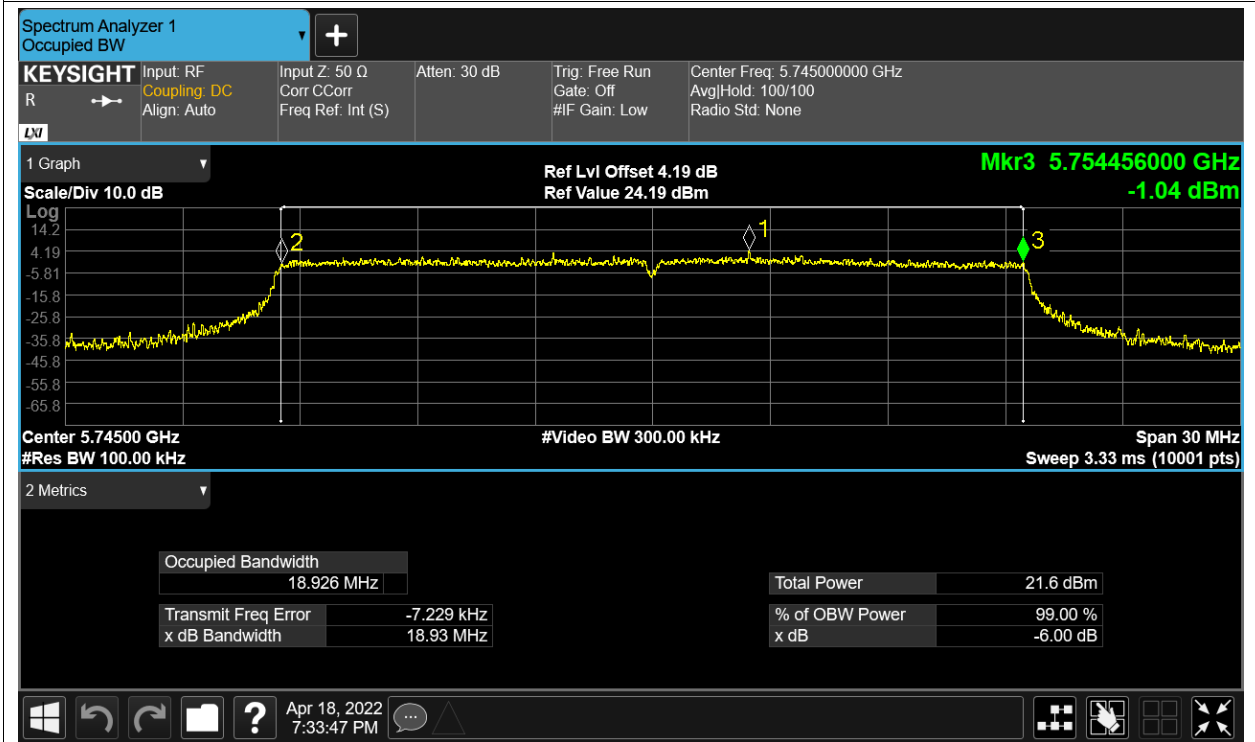 Spectrum Analyzer 1
Occupied BW
KEYSIGHT
R
LXI
Input: RF
Coupling: DC
Align: Auto
Input Z: 50 Ω
Corr CCorr
Freq Ref: Int (S)
Atten: 30 dB
Trig: Free Run
Gate: Off
#IF Gain: Low
Center Freq: 5.745000000 GHz
Avg|Hold: 100/100
Radio Std: None
1 Graph
Scale/Div 10.0 dB
Ref Lvl Offset 4.19 dB
Ref Value 24.19 dBm
Mkr3 5.754456000 GHz
-1.04 dBm
Log
14.2
4.19
-5.81
-15.8
-25.8
-35.8
-45.8
-55.8
-65.8
2
1
3
Center 5.74500 GHz
#Res BW 100.00 kHz
#Video BW 300.00 kHz
Span 30 MHz
Sweep 3.33 ms (10001 pts)
2 Metrics
Occupied Bandwidth
18.926 MHz
Transmit Freq Error -7.229 kHz
x dB Bandwidth 18.93 MHz
Total Power 21.6 dBm
% of OBW Power 99.00 %
x dB -6.00 dB
?
Apr 18, 2022
7:33:47 PM